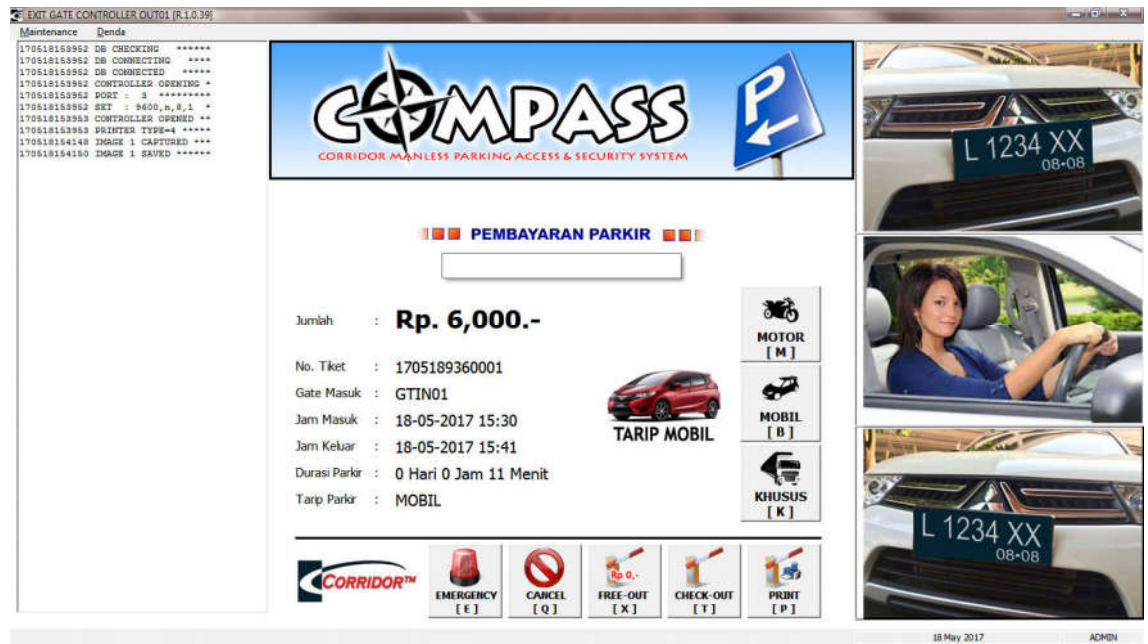 EXIT GATE CONTROLLER OUT01 [R.1.0.39]
Maintenance Denda
170518153952 DB CHECKING ******
170518153952 DB CONNECTING ****
170518153952 DB CONNECTED *****
170518153952 CONTROLLER OPENING *
170518153952 PORT : 3 *********
170518153952 SET : 9600,n,8,1 *
170518153953 CONTROLLER OPENED **
170518153953 PRINTER TYPE=4 *****
170518154148 IMAGE 1 CAPTURED ***
170518154150 IMAGE 1 SAVED ******
COMPASS
CORRIDOR MANLESS PARKING ACCESS & SECURITY SYSTEM
P
PEMBAYARAN PARKIR
Jumlah : Rp. 6,000.-
No. Tiket : 1705189360001
Gate Masuk : GTIN01
Jam Masuk : 18-05-2017 15:30
Jam Keluar : 18-05-2017 15:41
Durasi Parkir : 0 Hari 0 Jam 11 Menit
Tarip Parkir : MOBIL
TARIP MOBIL
MOTOR
[ M ]
MOBIL
[ B ]
KHUSUS
[ K ]
CORRIDOR™
EMERGENCY
[ E ]
CANCEL
[ Q ]
Rp 0,-
FREE-OUT
[ X ]
CHECK-OUT
[ T ]
PRINT
[ P ]
L 1234 XX
08•08
L 1234 XX
08•08
18 May 2017 ADMIN